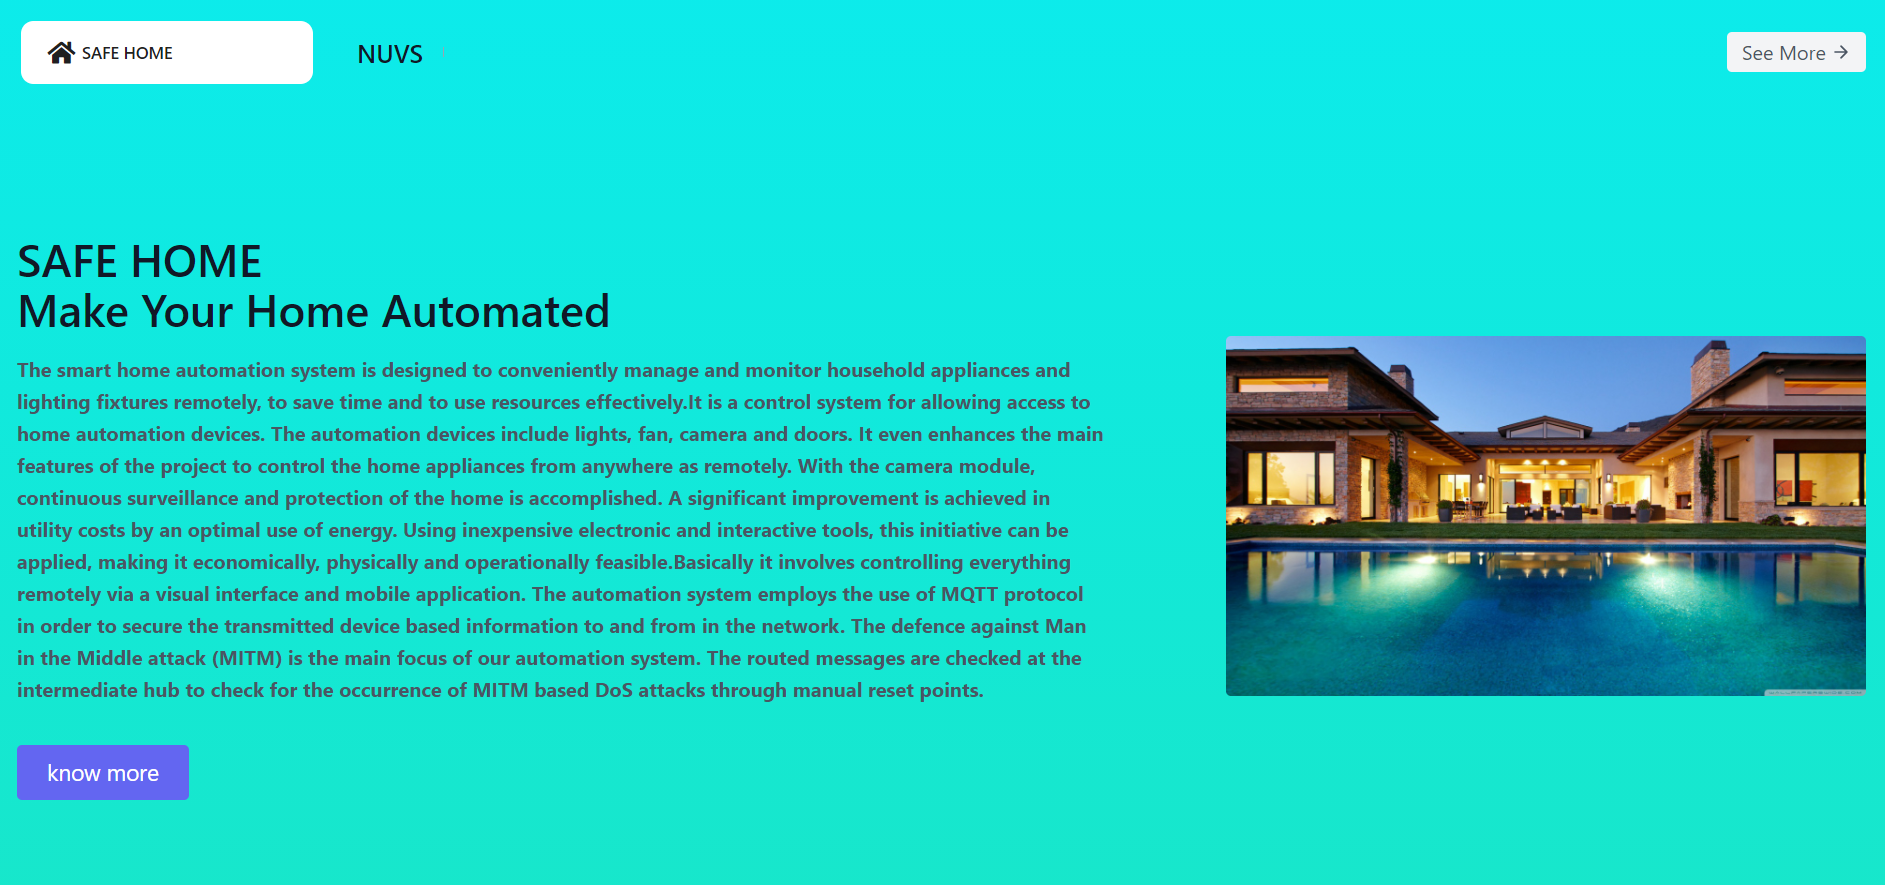 SAFE HOME
NUVS
See More →
SAFE HOME
Make Your Home Automated
The smart home automation system is designed to conveniently manage and monitor household appliances and
lighting fixtures remotely, to save time and to use resources effectively.It is a control system for allowing access to
home automation devices. The automation devices include lights, fan, camera and doors. It even enhances the main
features of the project to control the home appliances from anywhere as remotely. With the camera module,
continuous surveillance and protection of the home is accomplished. A significant improvement is achieved in
utility costs by an optimal use of energy. Using inexpensive electronic and interactive tools, this initiative can be
applied, making it economically, physically and operationally feasible.Basically it involves controlling everything
remotely via a visual interface and mobile application. The automation system employs the use of MQTT protocol
in order to secure the transmitted device based information to and from in the network. The defence against Man
in the Middle attack (MITM) is the main focus of our automation system. The routed messages are checked at the
intermediate hub to check for the occurrence of MITM based DoS attacks through manual reset points.
know more